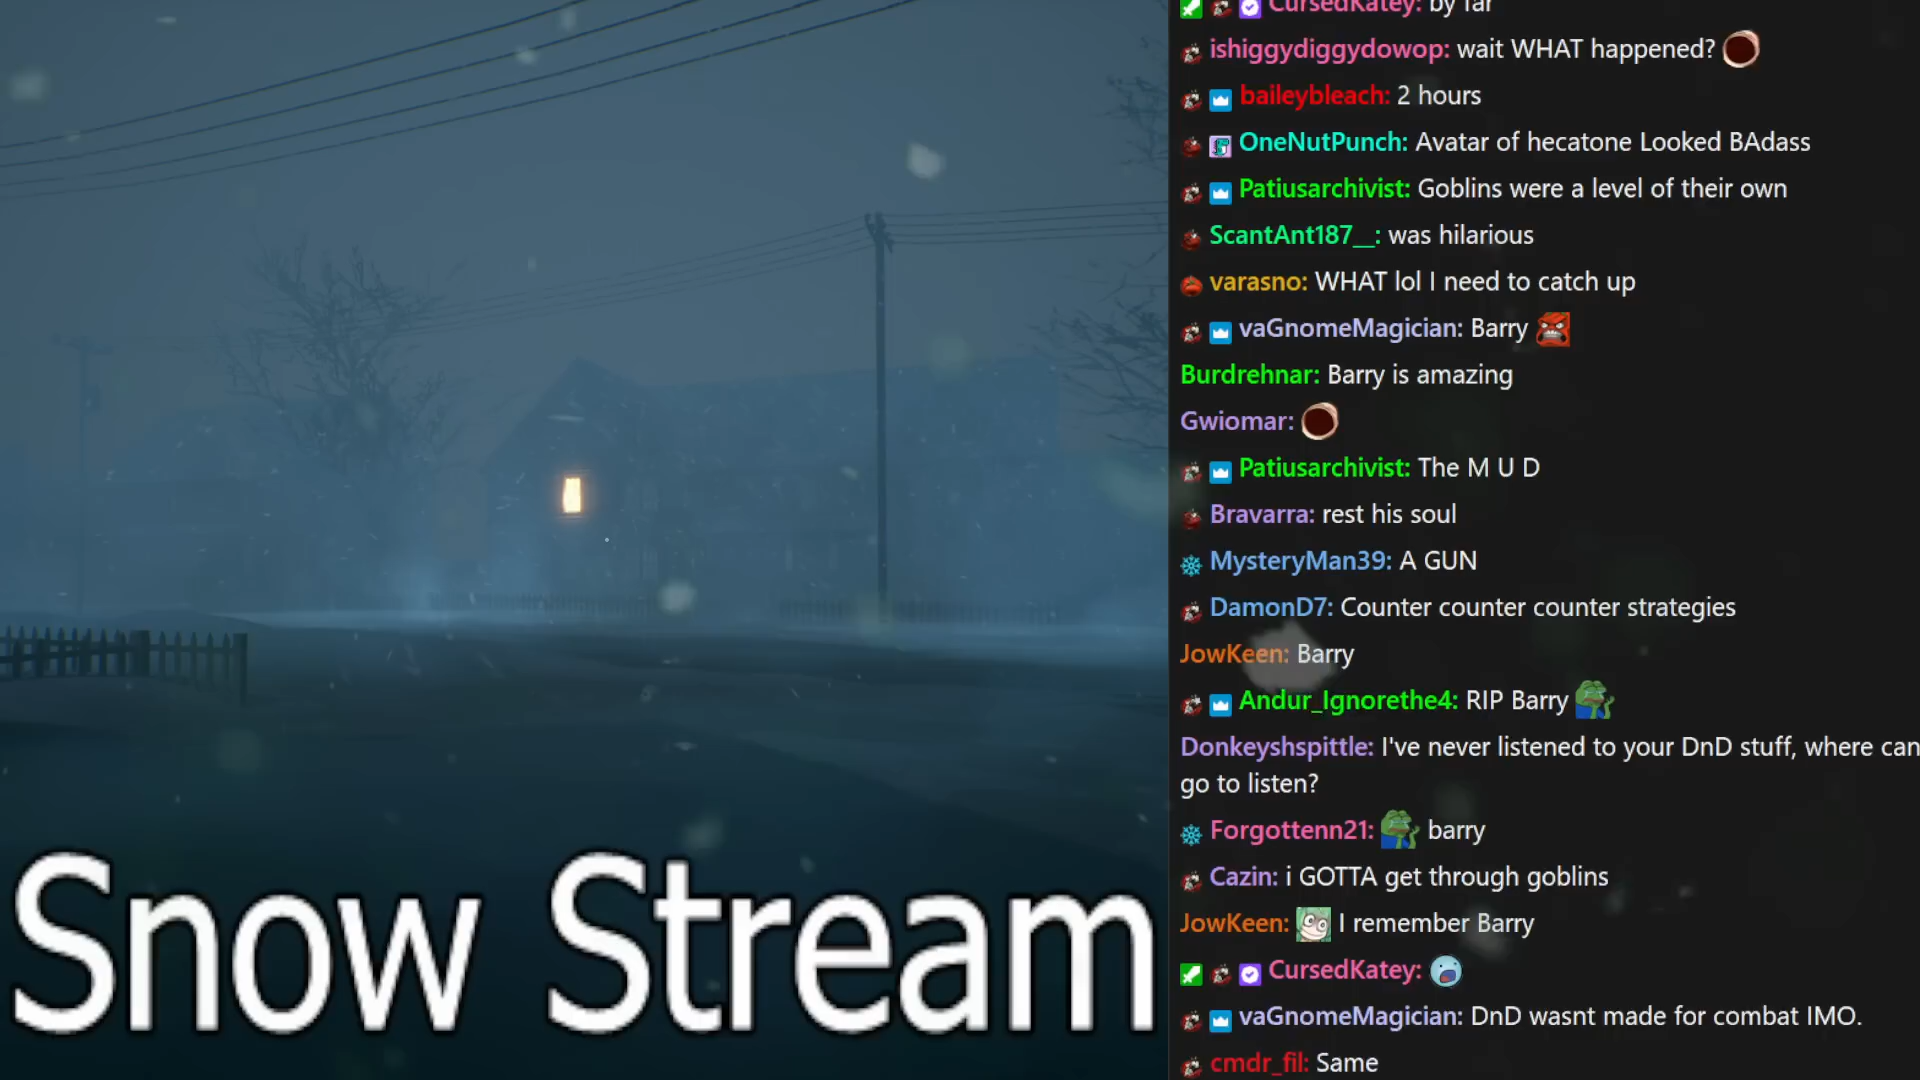 CursedKatey: by far
ishiggydiggydowop: wait WHAT happened?
baileybleach: 2 hours
OneNutPunch: Avatar of hecatone Looked BAdass
Patiusarchivist: Goblins were a level of their own
ScantAnt187__: was hilarious
varasno: WHAT lol I need to catch up
vaGnomeMagician: Barry
Burdrehnar: Barry is amazing
Gwiomar:
Patiusarchivist: The M U D
Bravarra: rest his soul
MysteryMan39: A GUN
DamonD7: Counter counter counter strategies
JowKeen: Barry
Andur_Ignorethe4: RIP Barry
Donkeyshspittle: I've never listened to your DnD stuff, where can
go to listen?
Forgottenn21: barry
Cazin: i GOTTA get through goblins
JowKeen: I remember Barry
CursedKatey:
vaGnomeMagician: DnD wasnt made for combat IMO.
cmdr_fil: Same
Snow Stream